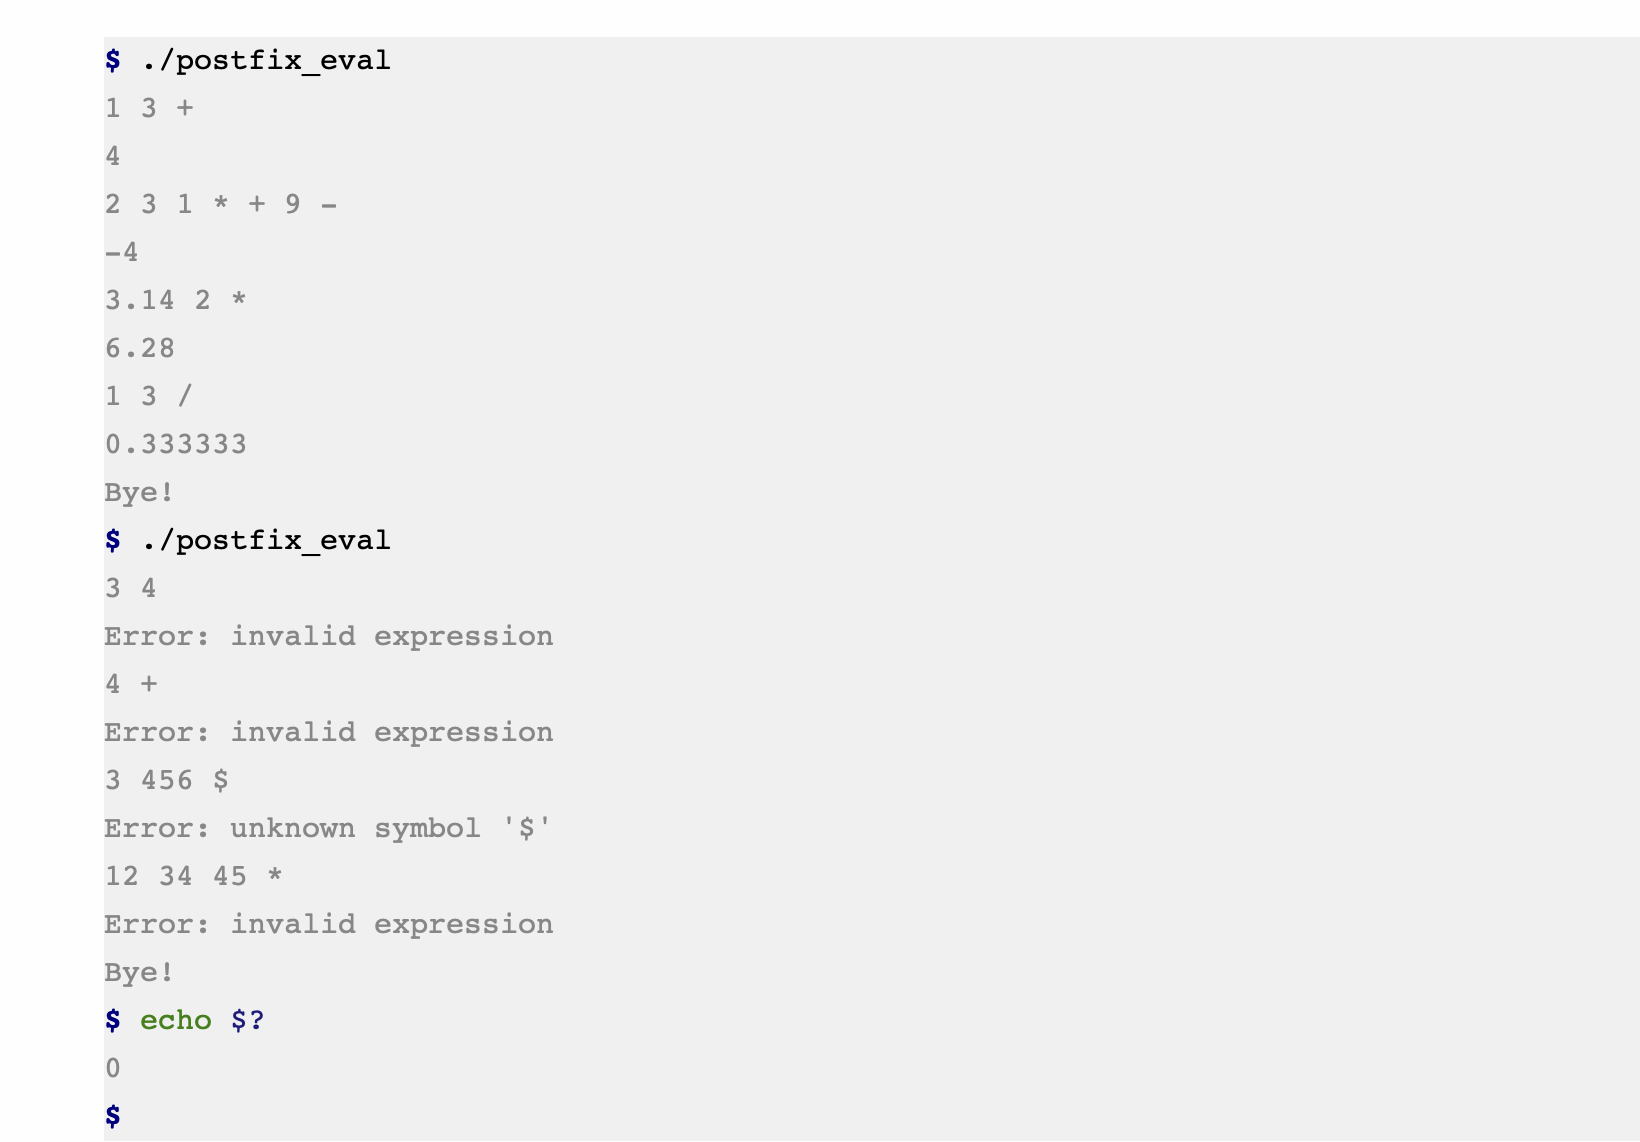 $ ./postfix_eval
1 3 +
4
2 3 1 * + 9 -
-4
3.14 2 *
6.28
1 3 /
0.333333
Bye!
$ ./postfix_eval
3 4
Error: invalid expression
4 +
Error: invalid expression
3 456 $
Error: unknown symbol '$'
12 34 45 *
Error: invalid expression
Bye!
$ echo $?
0
$